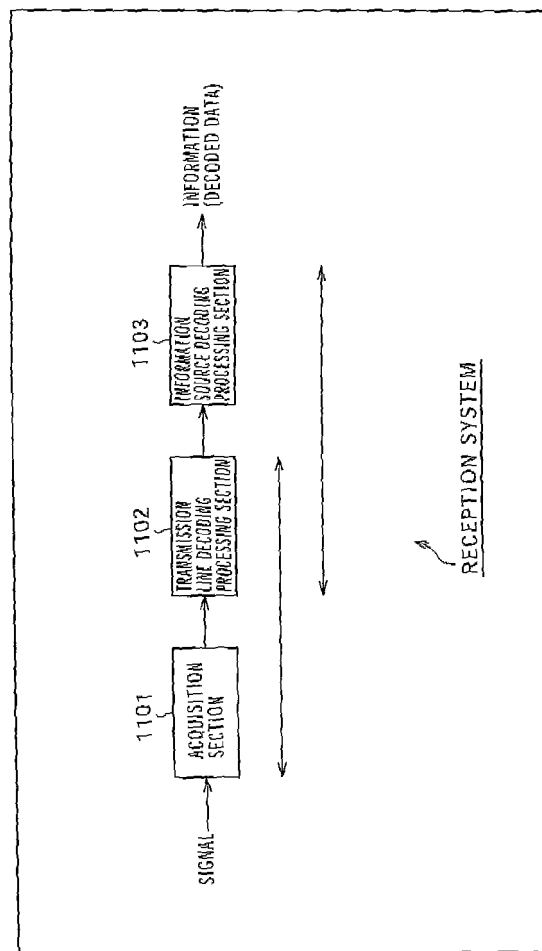 SIGNAL
1101
ACQUISITION
SECTION
1102
TRANSMISSION
LINE DECODING
PROCESSING SECTION
1103
INFORMATION
SOURCE DECODING
PROCESSING SECTION
INFORMATION
(DECODED DATA)
RECEPTION SYSTEM